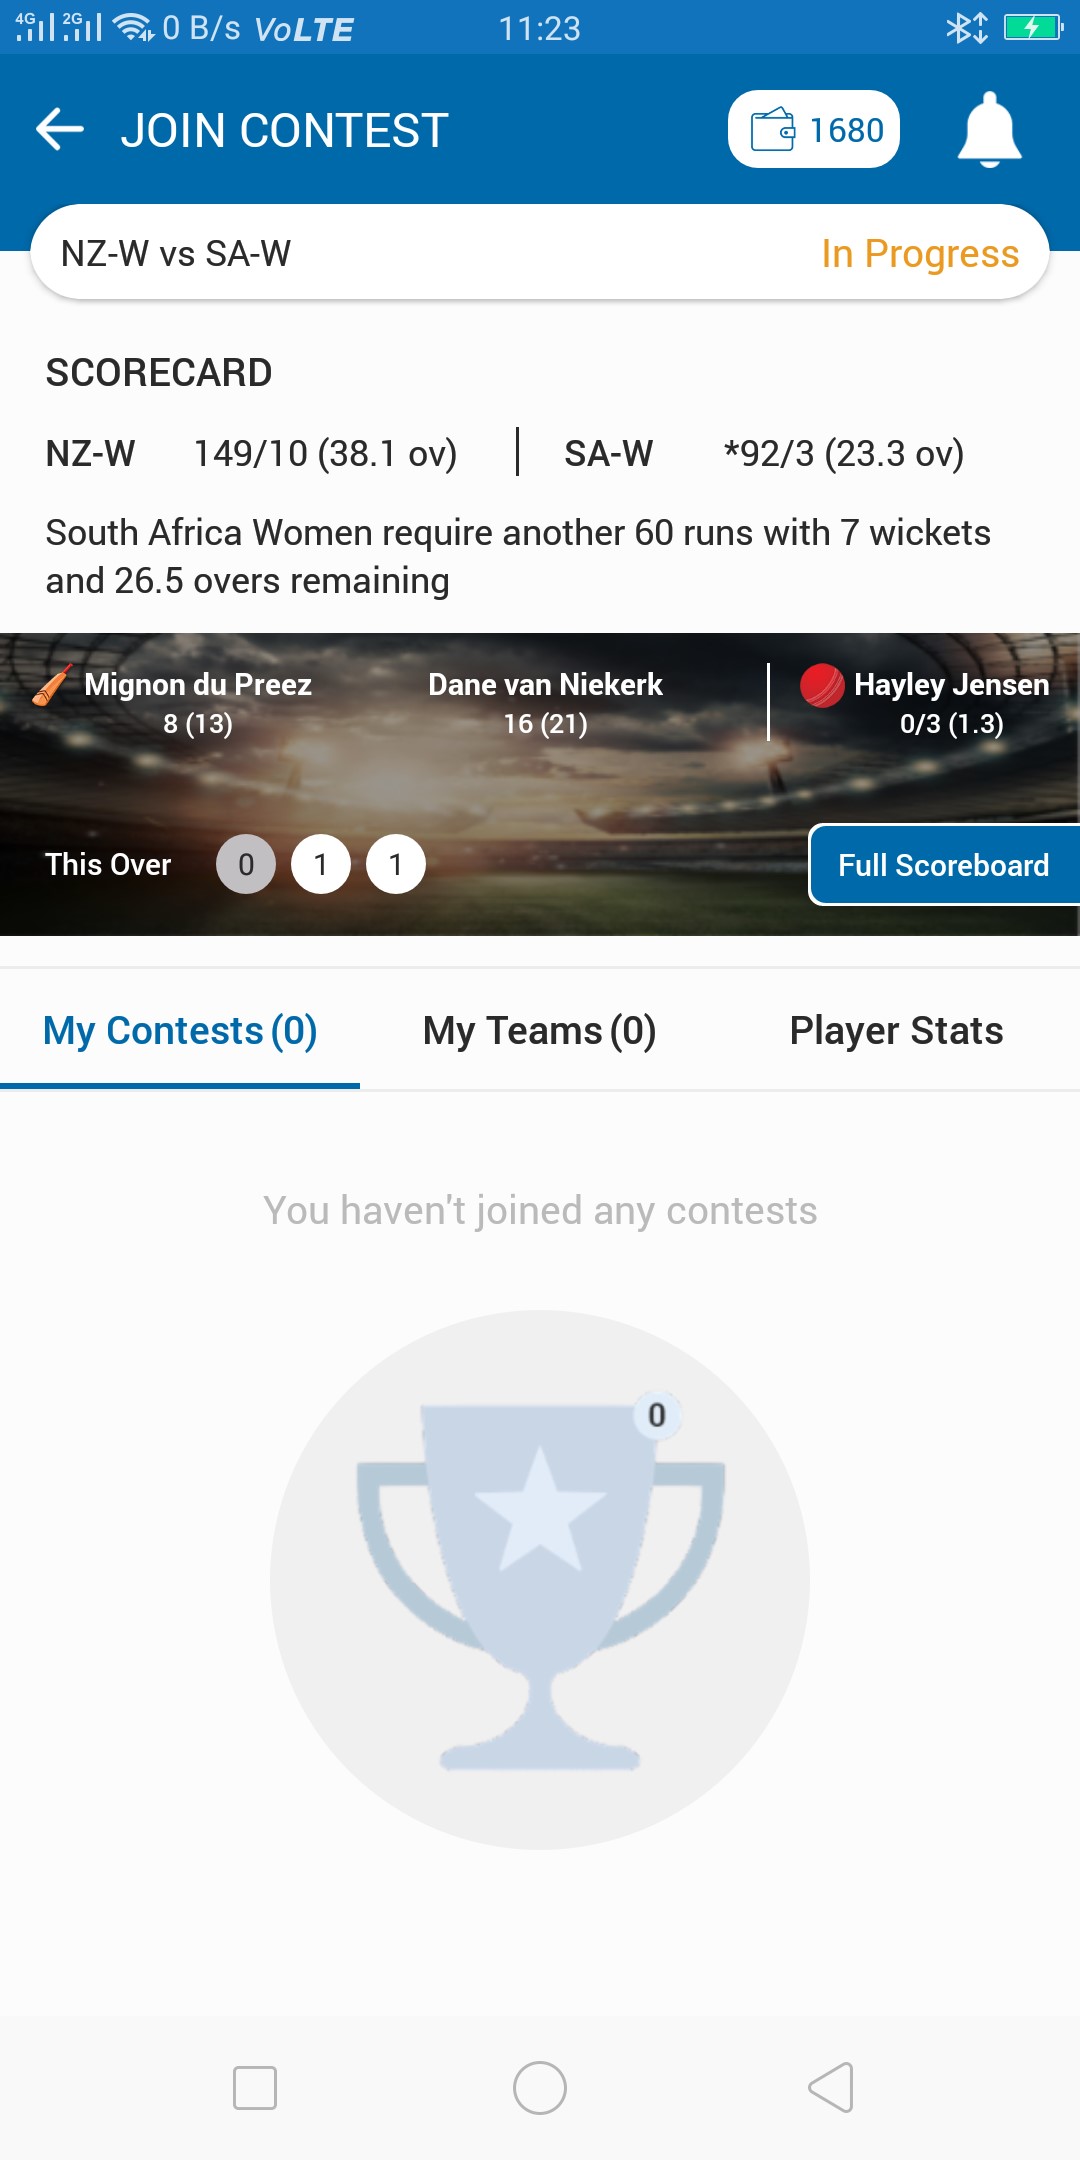 4G 2G 0 B/s VoLTE 11:23
JOIN CONTEST 1680
NZ-W vs SA-W In Progress
SCORECARD
NZ-W 149/10 (38.1 ov) SA-W *92/3 (23.3 ov)
South Africa Women require another 60 runs with 7 wickets
and 26.5 overs remaining
Mignon du Preez Dane van Niekerk Hayley Jensen
8 (13) 16 (21) 0/3 (1.3)
This Over 0 1 1 Full Scoreboard
My Contests (0) My Teams (0) Player Stats
You haven't joined any contests
0